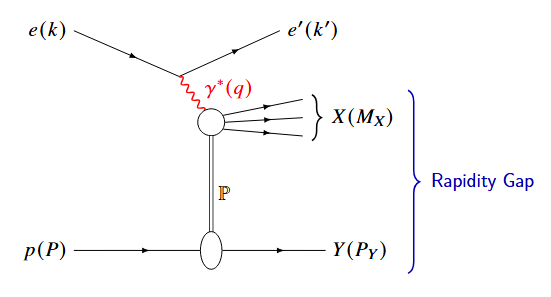 e(k)
e′(k′)
γ*(q)
X(M_X)
Rapidity Gap
ℙ
p(P)
Y(P_Y)